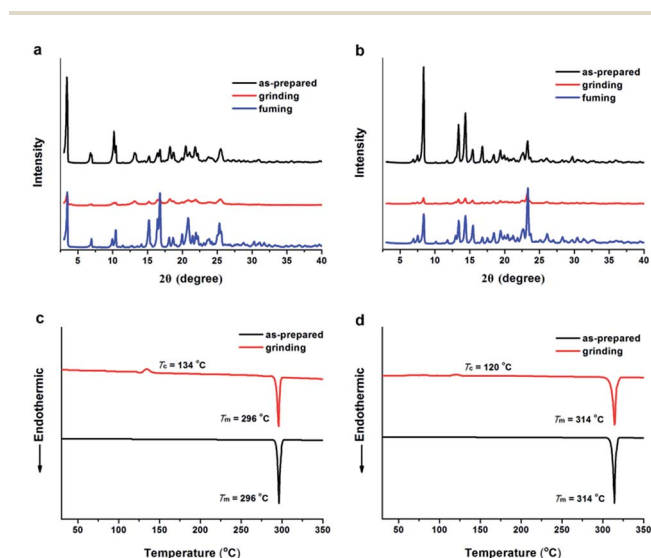 a
as-prepared
grinding
fuming
Intensity
5 10 15 20 25 30 35 40
2θ (degree)
b
as-prepared
grinding
fuming
Intensity
5 10 15 20 25 30 35 40
2θ (degree)
c
as-prepared
grinding
Tc = 134 °C
Tm = 296 °C
Tm = 296 °C
Endothermic
50 100 150 200 250 300 350
Temperature (°C)
d
as-prepared
grinding
Tc = 120 °C
Tm = 314 °C
Tm = 314 °C
Endothermic
50 100 150 200 250 300 350
Temperature (°C)